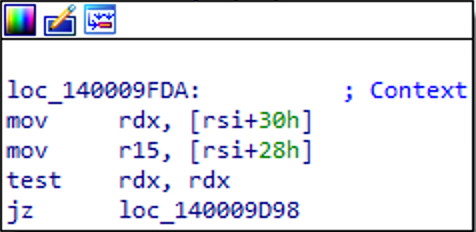 loc_140009FDA: ; Context
mov rdx, [rsi+30h]
mov r15, [rsi+28h]
test rdx, rdx
jz loc_140009D98